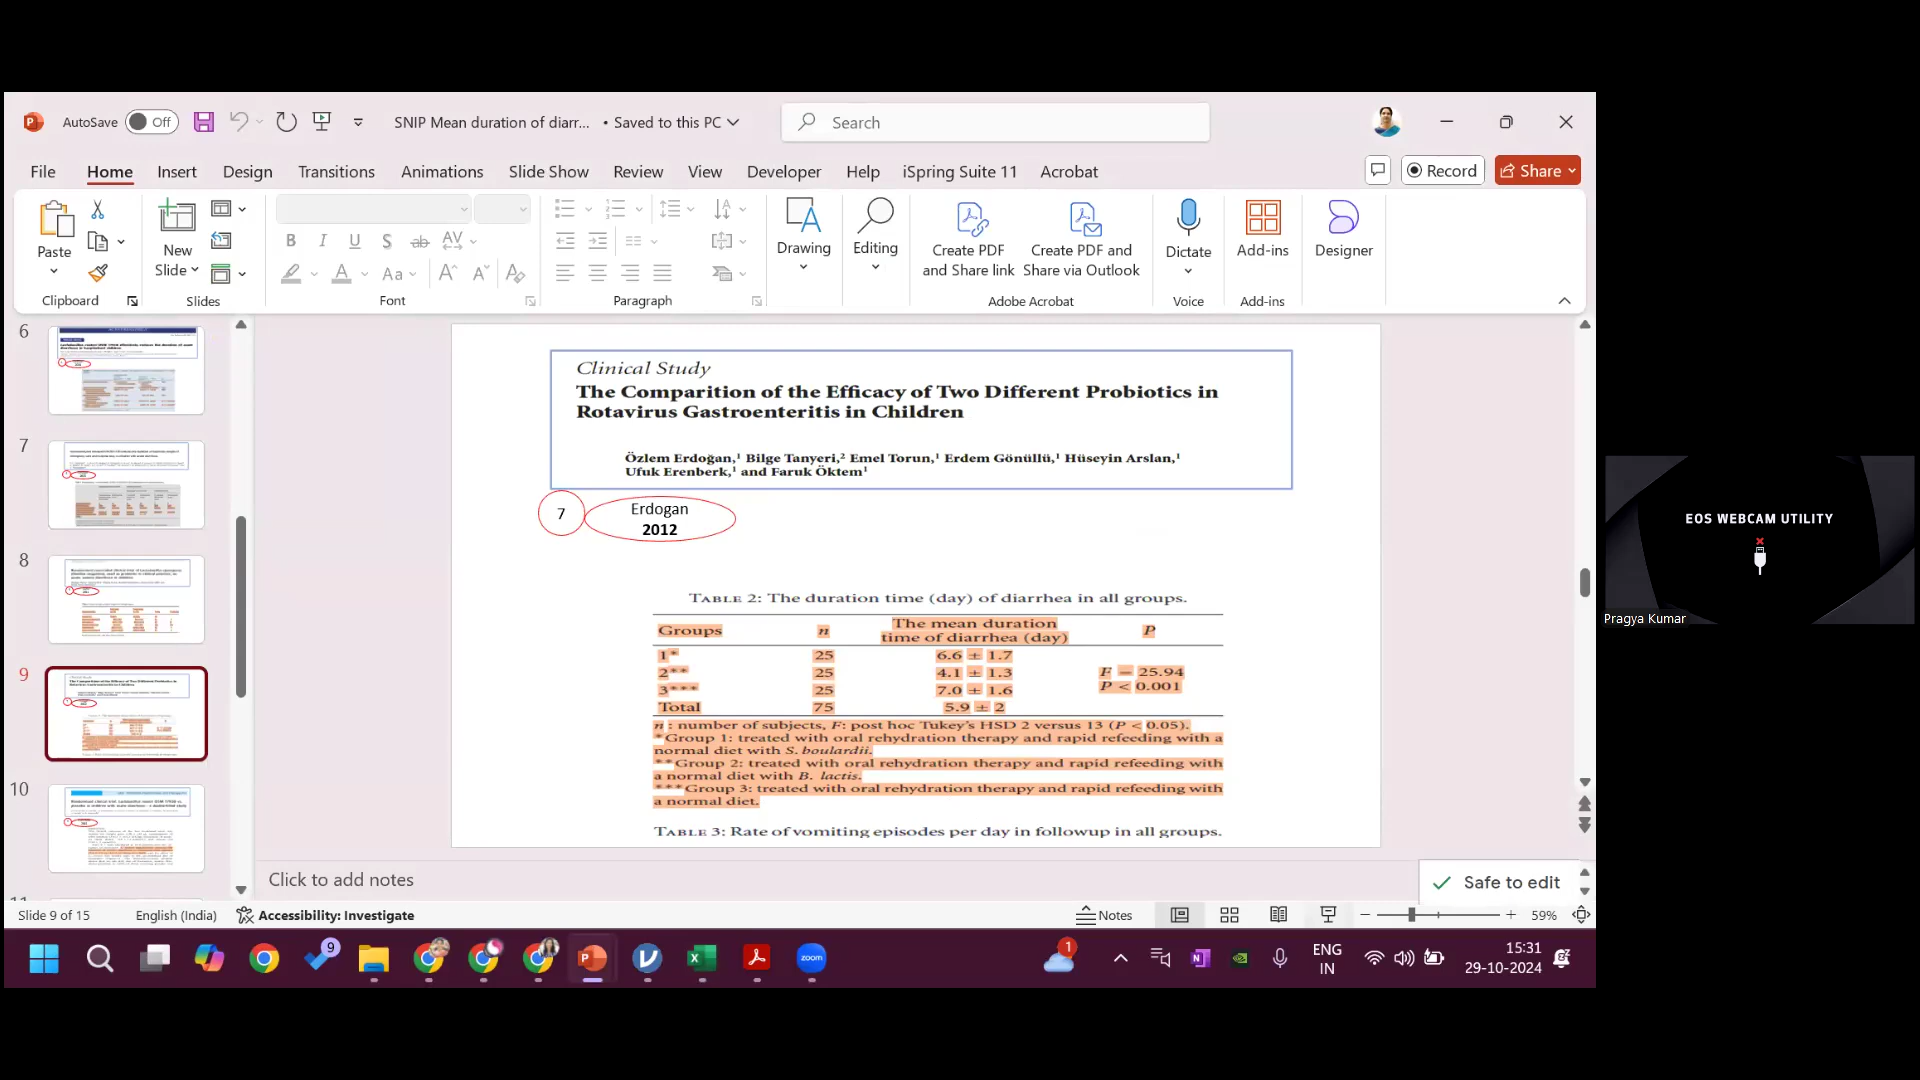 AutoSave Off SNIP Mean duration of diarr... • Saved to this PC Search
File Home Insert Design Transitions Animations Slide Show Review View Developer Help iSpring Suite 11 Acrobat Record Share
Paste
New
Slide
B I U S ab AV
A Aa A A A
Drawing
Editing
Create PDF
and Share link
Create PDF and
Share via Outlook
Dictate
Add-ins
Designer
Clipboard Slides Font Paragraph Adobe Acrobat Voice Add-ins
6
7
8
9
10
Clinical Study
The Comparition of the Efficacy of Two Different Probiotics in
Rotavirus Gastroenteritis in Children
Özlem Erdoğan,¹ Bilge Tanyeri,² Emel Torun,¹ Erdem Gönüllü,¹ Hüseyin Arslan,¹
Ufuk Erenberk,¹ and Faruk Öktem¹
7
Erdogan
2012
TABLE 2: The duration time (day) of diarrhea in all groups.
Groups n The mean duration
time of diarrhea (day) P
1* 25 6.6 ± 1.7
2** 25 4.1 ± 1.3 F = 25.94
3*** 25 7.0 ± 1.6 P < 0.001
Total 75 5.9 ± 2
n: number of subjects, F: post hoc Tukey's HSD 2 versus 13 (P < 0.05).
*Group 1: treated with oral rehydration therapy and rapid refeeding with a
normal diet with S. boulardii.
**Group 2: treated with oral rehydration therapy and rapid refeeding with
a normal diet with B. lactis.
***Group 3: treated with oral rehydration therapy and rapid refeeding with
a normal diet.
TABLE 3: Rate of vomiting episodes per day in followup in all groups.
Click to add notes
Safe to edit
Slide 9 of 15 English (India) Accessibility: Investigate Notes 59%
9
zoom
1
ENG
IN
15:31
29-10-2024
EOS WEBCAM UTILITY
Pragya Kumar